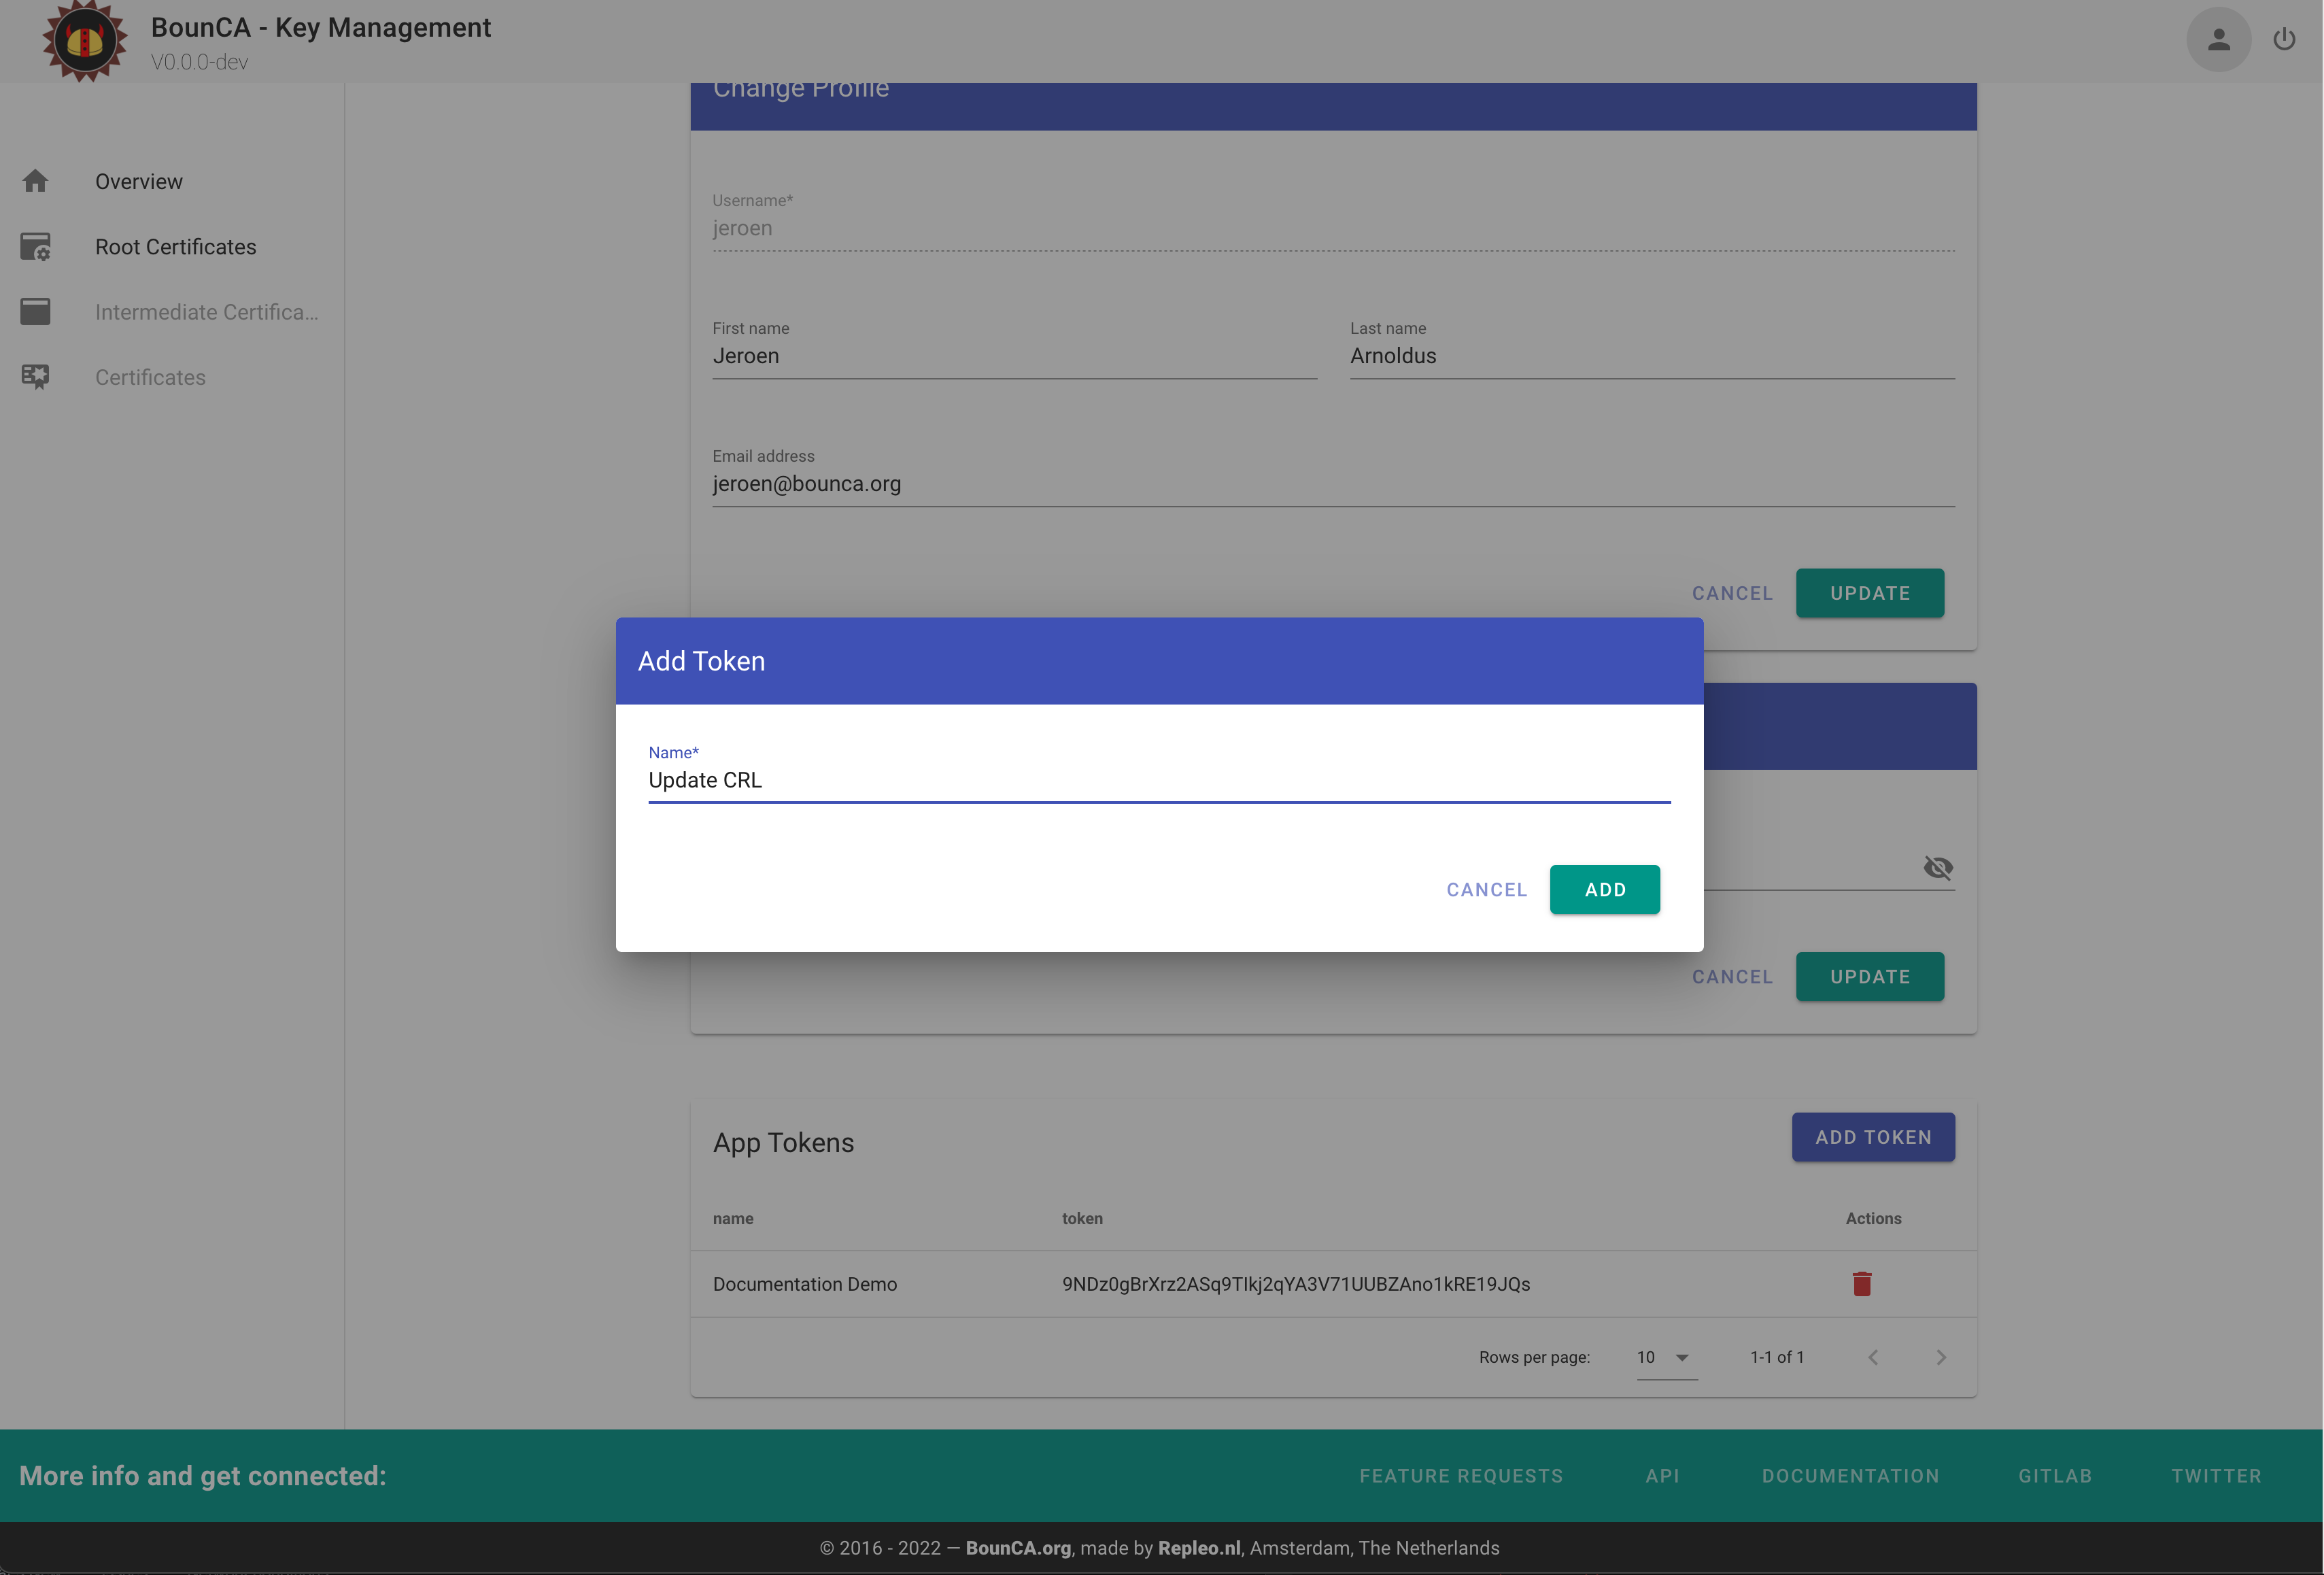 BounCA - Key Management
V0.0.0-dev
Overview
Root Certificates
Intermediate Certifica...
Certificates
Change Profile
Username*
jeroen
First name
Jeroen
Last name
Arnoldus
Email address
jeroen@bounca.org
CANCEL
UPDATE
Add Token
Name*
Update CRL
CANCEL
ADD
CANCEL
UPDATE
App Tokens
ADD TOKEN
name token Actions
Documentation Demo 9NDz0gBrXrz2ASq9TIkj2qYA3V71UUBZAno1kRE19JQs
Rows per page: 10 1-1 of 1
More info and get connected:
FEATURE REQUESTS API DOCUMENTATION GITLAB TWITTER
© 2016 - 2022 — BounCA.org, made by Repleo.nl, Amsterdam, The Netherlands